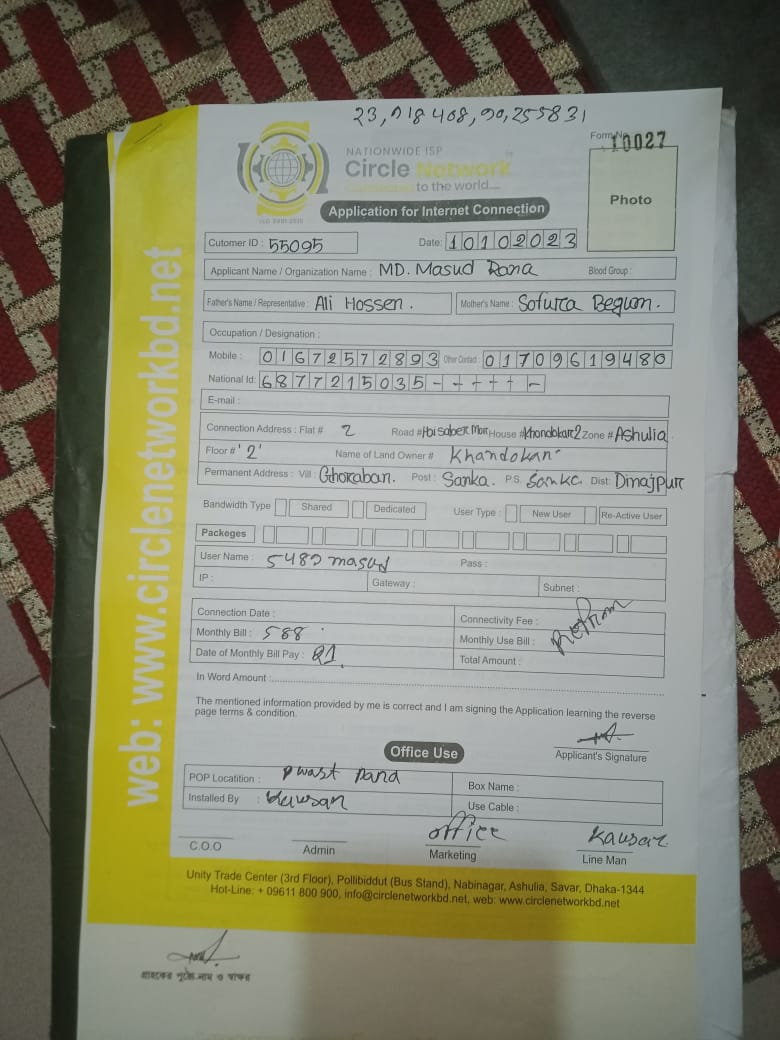 23,918408,90,255831
Form No
10027
NATIONWIDE ISP
Circle Network
to the world....
ISO 9001:2015
Photo
Application for Internet Connection
Cutomer ID : 55095
Date: 10102023
Applicant Name / Organization Name : MD. Masud Rana Blood Group :
Father's Name / Representative : Ali Hossen . Mother's Name : Sofura Begum .
Occupation / Designation :
Mobile : 01672572893 Other Contact : 01709619480
National Id: 6877215035
E-mail :
Connection Address : Flat # 2 Road # House # Khondokar2 Zone # Ashulia
Floor # '2' Name of Land Owner # Khandokar
Permanent Address : Vill : Ghoraban. Post : Sanka. P.S. Sanka. Dist: Dinajpur
Bandwidth Type Shared Dedicated User Type : New User Re-Active User
Packeges
User Name : 5480 masud Pass :
IP : Gateway : Subnet :
Connection Date : Connectivity Fee :
Monthly Bill : 588 Monthly Use Bill :
Date of Monthly Bill Pay : 21. Total Amount :
In Word Amount :
The mentioned information provided by me is correct and I am signing the Application learning the reverse
page terms & condition.
Applicant's Signature
Office Use
POP Locatition : Box Name :
Installed By : Kawsar Use Cable :
office Kausar
C.O.O Admin Marketing Line Man
Unity Trade Center (3rd Floor), Pollibiddut (Bus Stand), Nabinagar, Ashulia, Savar, Dhaka-1344
Hot-Line: + 09611 800 900, info@circlenetworkbd.net, web: www.circlenetworkbd.net
web: www.circlenetworkbd.net
গ্রাহকের পূর্ণ নাম ও স্বাক্ষর